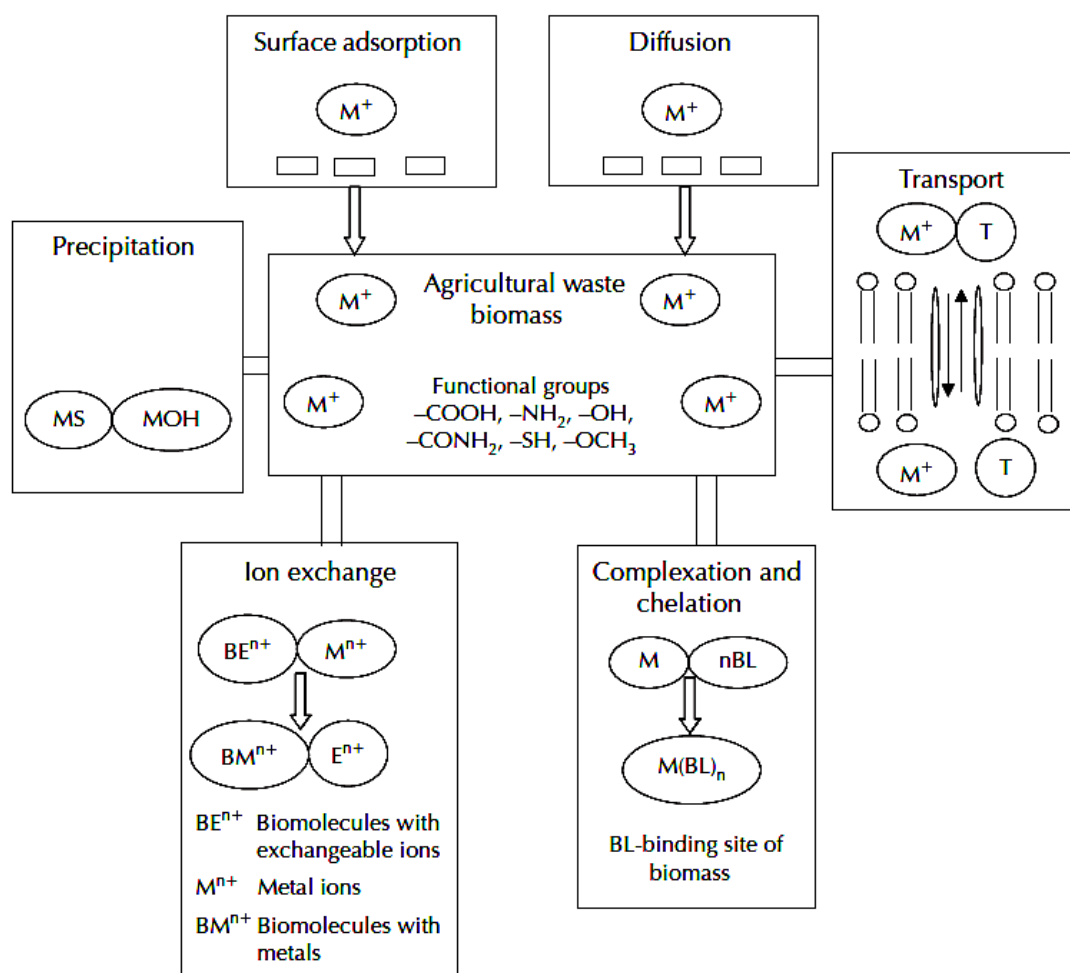 Surface adsorption
M⁺
Diffusion
M⁺
Transport
M⁺
T
M⁺
T
Precipitation
MS
MOH
Agricultural waste
biomass
M⁺
M⁺
M⁺
M⁺
Functional groups
–COOH, –NH₂, –OH,
–CONH₂, –SH, –OCH₃
Ion exchange
BEⁿ⁺
Mⁿ⁺
BMⁿ⁺
Eⁿ⁺
BEⁿ⁺ Biomolecules with
exchangeable ions
Mⁿ⁺ Metal ions
BMⁿ⁺ Biomolecules with
metals
Complexation and
chelation
M
nBL
M(BL)ₙ
BL-binding site of
biomass